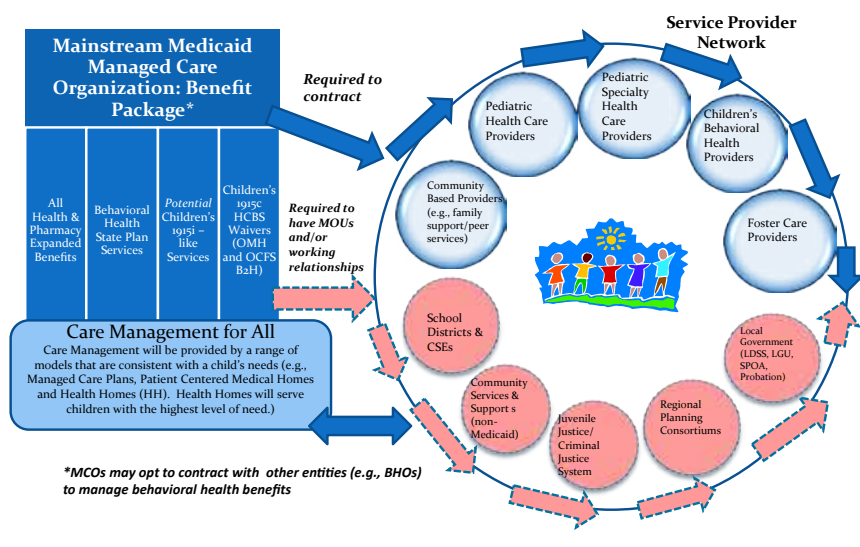 Mainstream Medicaid
Managed Care
Organization: Benefit
Package*
All
Health &
Pharmacy
Expanded
Benefits
Behavioral
Health
State Plan
Services
Potential
Children's
1915i –
like
Services
Children's
1915c
HCBS
Waivers
(OMH
and OCFS
B2H)
Care Management for All
Care Management will be provided by a range of
models that are consistent with a child's needs (e.g.,
Managed Care Plans, Patient Centered Medical Homes
and Health Homes (HH). Health Homes will serve
children with the highest level of need.)
*MCOs may opt to contract with other entities (e.g., BHOs)
to manage behavioral health benefits
Required to
contract
Required to
have MOUs
and/or
working
relationships
Service Provider
Network
Community
Based Providers
(e.g., family
support/peer
services)
Pediatric
Health Care
Providers
Pediatric
Specialty
Health
Care
Providers
Children's
Behavioral
Health
Providers
Foster Care
Providers
School
Districts &
CSEs
Community
Services &
Support s
(non-
Medicaid)
Juvenile
Justice/
Criminal
Justice
System
Regional
Planning
Consortiums
Local
Government
(LDSS, LGU,
SPOA,
Probation)